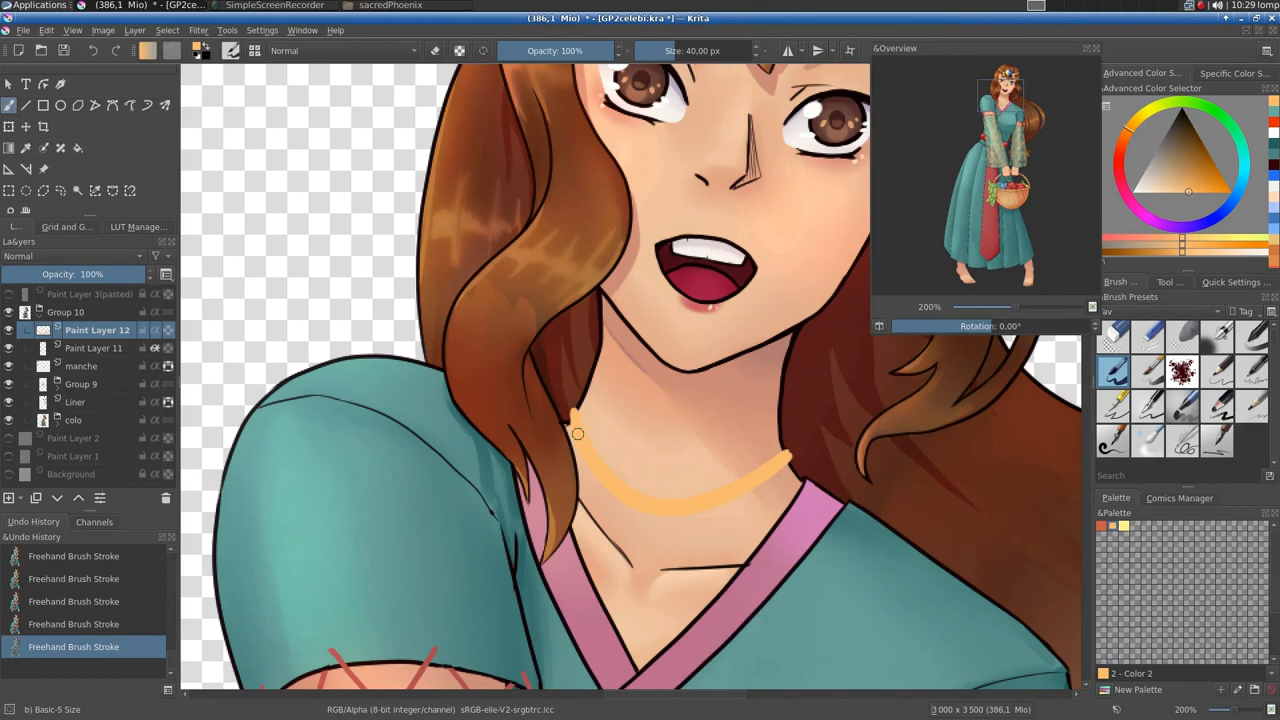 Applications (386,1 Mio) * - [GP2... SimpleScreenRecorder sacredPhoenix 10:29 lomp
(386,1 Mio) * - [GP2celebi.kra *] — Krita
File Edit View Image Layer Filter Tools Settings Window Help
Normal Opacity: 100% Size: 40,00 px
&Overview
200%
Rotation: 0,00°
Advanced Color S... Specific Color S...
Advanced Color Selector
L... Grid and G... LUT Manage...
La&yers
Normal
Opacity: 100%
Paint Layer 3(pasted)
Group 10
Paint Layer 12
Paint Layer 11
manche
Group 9
Liner
colo
Paint Layer 2
Paint Layer 1
Background
Undo History Channels
&Undo History
Freehand Brush Stroke
Freehand Brush Stroke
Freehand Brush Stroke
Freehand Brush Stroke
Freehand Brush Stroke
Brush ... Tool ... Quick Settings ...
Brush Presets
Tag
Search
Palette Comics Manager
&Palette
2 - Color 2
New Palette
b) Basic-5 Size RGB/Alpha (8-bit integer/channel) sRGB-elle-V2-srgbtrc.icc 3 000 x 3 500 (386,1 Mio) 200%